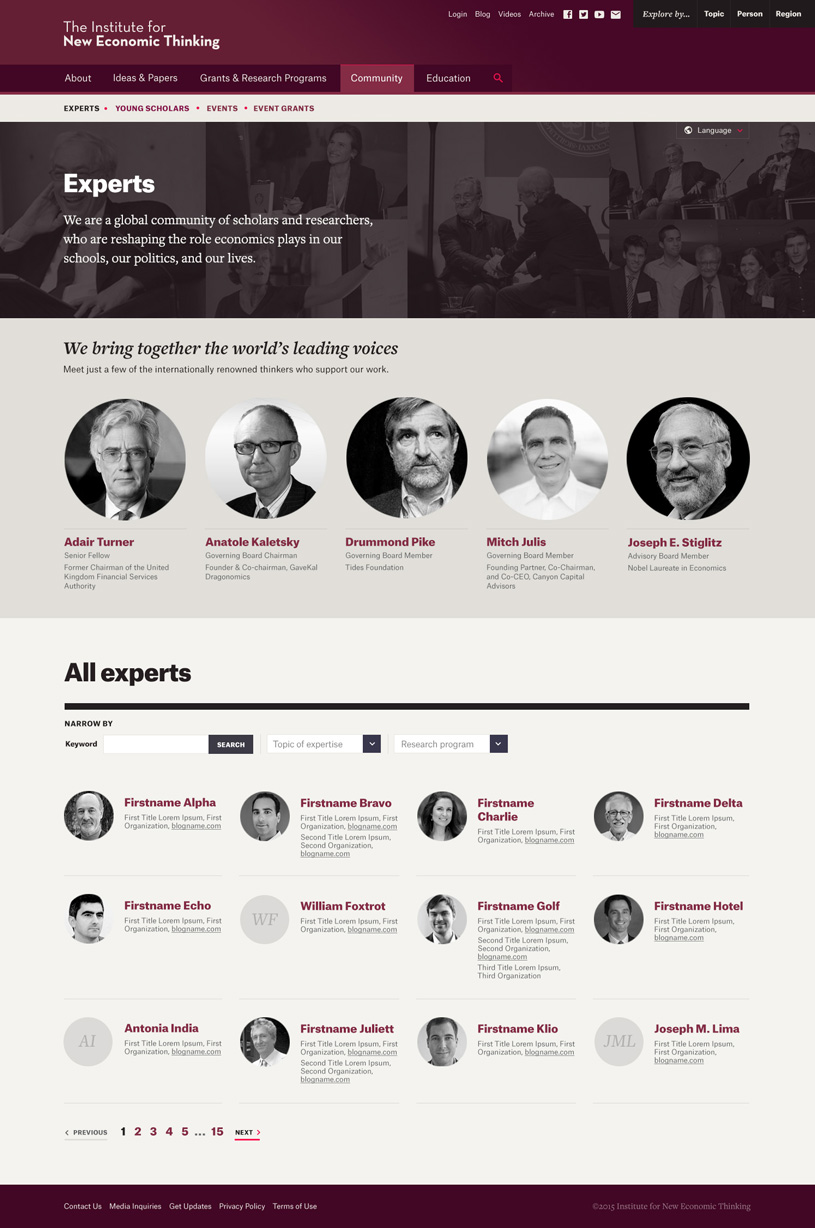 Login Blog Videos Archive Explore by... Topic Person Region
The Institute for
New Economic Thinking
About Ideas & Papers Grants & Research Programs Community Education
EXPERTS • YOUNG SCHOLARS • EVENTS • EVENT GRANTS
Language
Experts
We are a global community of scholars and researchers,
who are reshaping the role economics plays in our
schools, our politics, and our lives.
We bring together the world's leading voices
Meet just a few of the internationally renowned thinkers who support our work.
Adair Turner
Senior Fellow
Former Chairman of the United
Kingdom Financial Services
Authority
Anatole Kaletsky
Governing Board Chairman
Founder & Co-chairman, GaveKal
Dragonomics
Drummond Pike
Governing Board Member
Tides Foundation
Mitch Julis
Governing Board Member
Founding Partner, Co-Chairman,
and Co-CEO, Canyon Capital
Advisors
Joseph E. Stiglitz
Advisory Board Member
Nobel Laureate in Economics
All experts
NARROW BY
Keyword SEARCH Topic of expertise Research program
Firstname Alpha
First Title Lorem Ipsum, First
Organization, blogname.com
Firstname Bravo
First Title Lorem Ipsum, First
Organization, blogname.com
Second Title Lorem Ipsum,
Second Organization,
blogname.com
Firstname
Charlie
First Title Lorem Ipsum, First
Organization, blogname.com
Firstname Delta
First Title Lorem Ipsum,
First Organization,
blogname.com
Firstname Echo
First Title Lorem Ipsum, First
Organization, blogname.com
WF
William Foxtrot
First Title Lorem Ipsum, First
Organization, blogname.com
Firstname Golf
First Title Lorem Ipsum, First
Organization, blogname.com
Second Title Lorem Ipsum,
Second Organization,
blogname.com
Third Title Lorem Ipsum,
Third Organization
Firstname Hotel
First Title Lorem Ipsum,
First Organization,
blogname.com
AI
Antonia India
First Title Lorem Ipsum, First
Organization, blogname.com
Firstname Juliett
First Title Lorem Ipsum, First
Organization, blogname.com
Second Title Lorem Ipsum,
Second Organization,
blogname.com
Firstname Klio
First Title Lorem Ipsum, First
Organization, blogname.com
JML
Joseph M. Lima
First Title Lorem Ipsum,
First Organization,
blogname.com
PREVIOUS 1 2 3 4 5 ... 15 NEXT
Contact Us Media Inquiries Get Updates Privacy Policy Terms of Use ©2015 Institute for New Economic Thinking